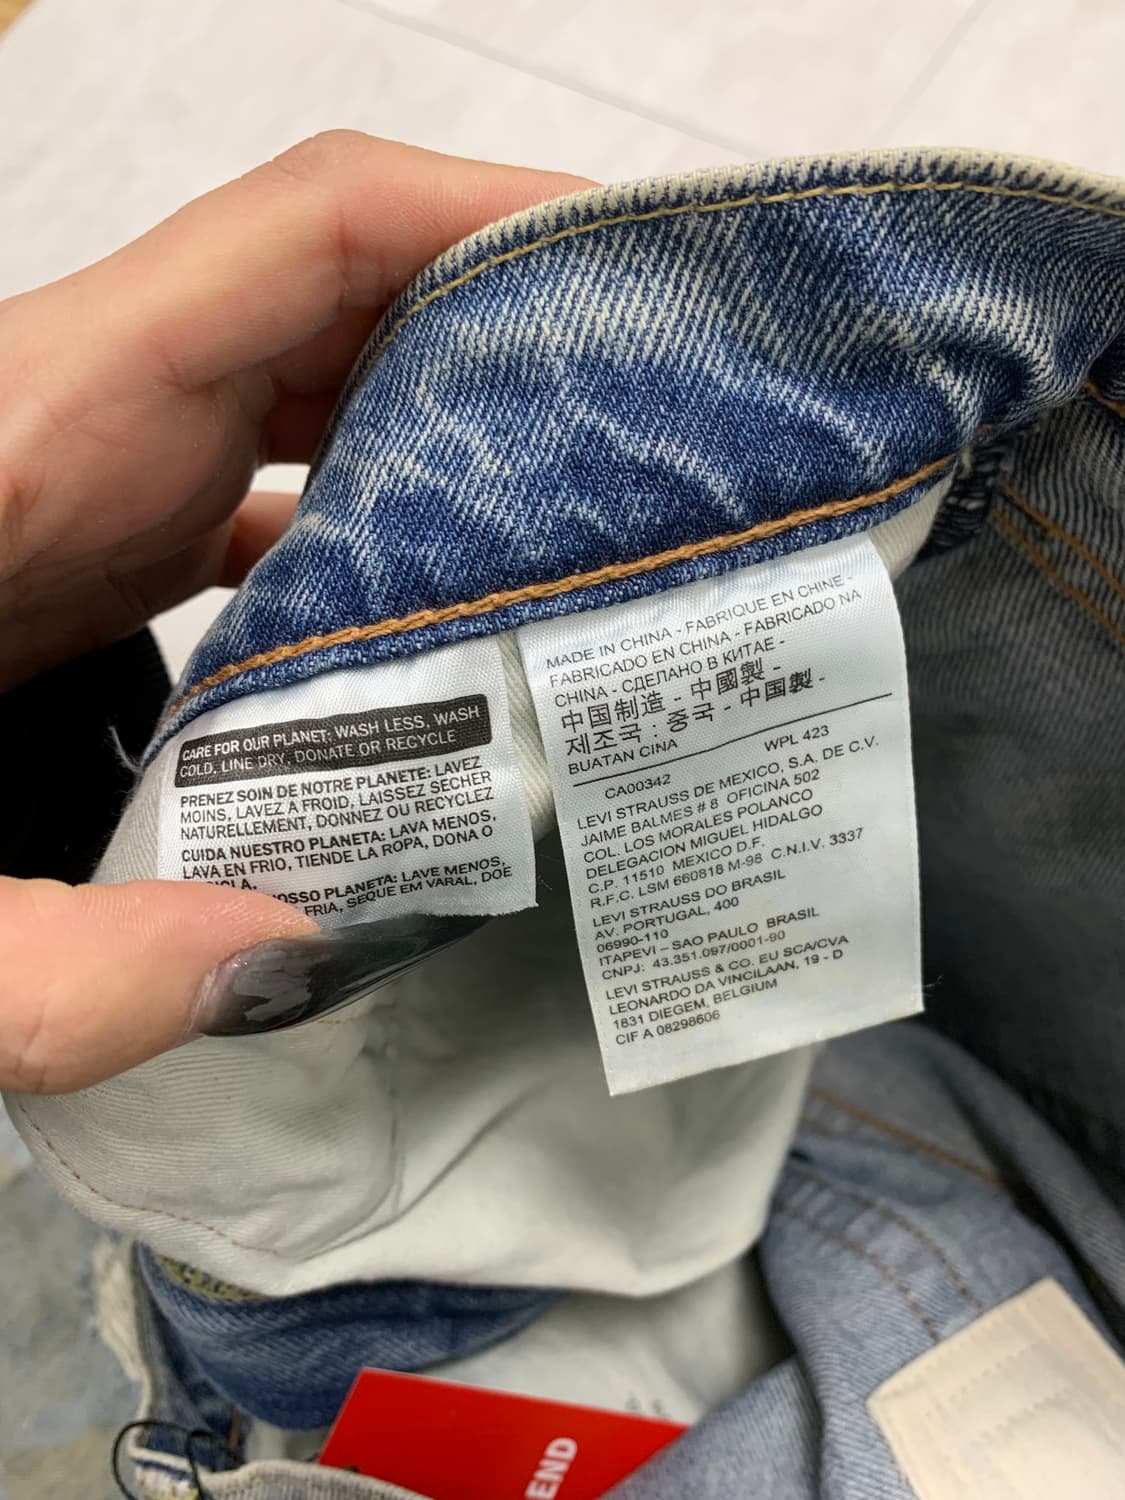 CARE FOR OUR PLANET: WASH LESS, WASH
COLD, LINE DRY, DONATE OR RECYCLE
PRENEZ SOIN DE NOTRE PLANETE: LAVEZ
MOINS, LAVEZ A FROID, LAISSEZ SECHER
NATURELLEMENT, DONNEZ OU RECYCLEZ
CUIDA NUESTRO PLANETA: LAVA MENOS,
LAVA EN FRIO, TIENDE LA ROPA, DONA O
PLANETA: LAVE MENOS,
FRIA, SEQUE EM VARAL, DOE
MADE IN CHINA - FABRIQUE EN CHINE -
FABRICADO EN CHINA - FABRICADO NA
CHINA - СДЕЛАНО В КИТАЕ -
中国制造 - 中國製 -
제조국 : 중국 - 中国製 -
BUATAN CINA
WPL 423
CA00342
LEVI STRAUSS DE MEXICO, S.A. DE C.V.
JAIME BALMES # 8 OFICINA 502
COL. LOS MORALES POLANCO
DELEGACION MIGUEL HIDALGO
C.P. 11510 MEXICO D.F.
R.F.C. LSM 660818 M-98 C.N.I.V. 3337
LEVI STRAUSS DO BRASIL
AV. PORTUGAL, 400
06990-110
ITAPEVI – SAO PAULO BRASIL
CNPJ: 43.351.097/0001-90
LEVI STRAUSS & CO. EU SCA/CVA
LEONARDO DA VINCILAAN, 19 - D
1831 DIEGEM, BELGIUM
CIF A 08298606
END